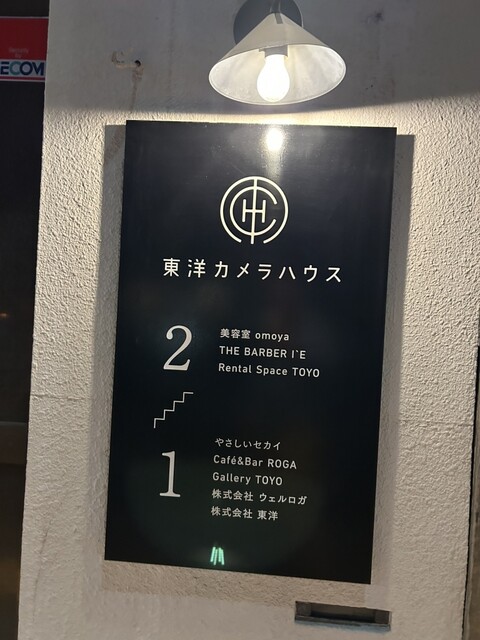 ECOM
東洋カメラハウス
2
美容室 omoya
THE BARBER I`E
Rental Space TOYO
1
やさしいセカイ
Café&Bar ROGA
Gallery TOYO
株式会社 ウェルロガ
株式会社 東洋